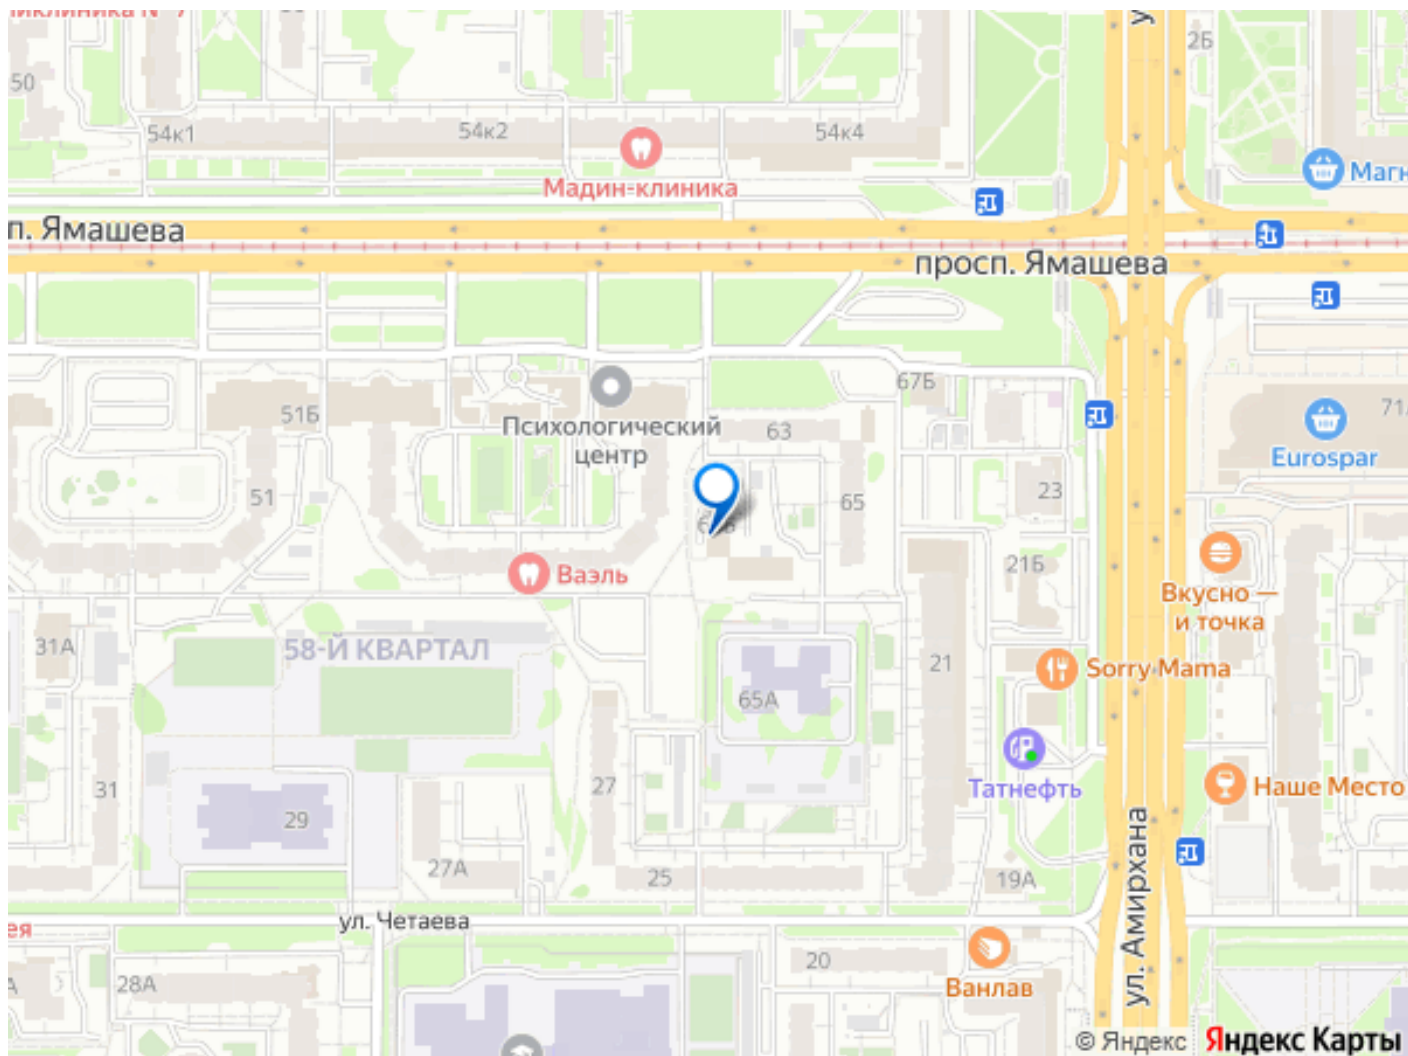 50
54к1
54к2
54к4
2Б
Мадин-клиника
Магн
п. Ямашева
просп. Ямашева
67Б
71
51Б
Психологический
центр
63
Eurospar
51
65
23
Ваэль
21Б
Вкусно —
и точка
31А
58-Й КВАРТАЛ
21
Sorry Mama
65А
31
27
Татнефть
Наше Место
29
27А
25
19А
ул. Амирхана
ея
ул. Четаева
28А
20
Ванлав
© Яндекс Яндекс Карты